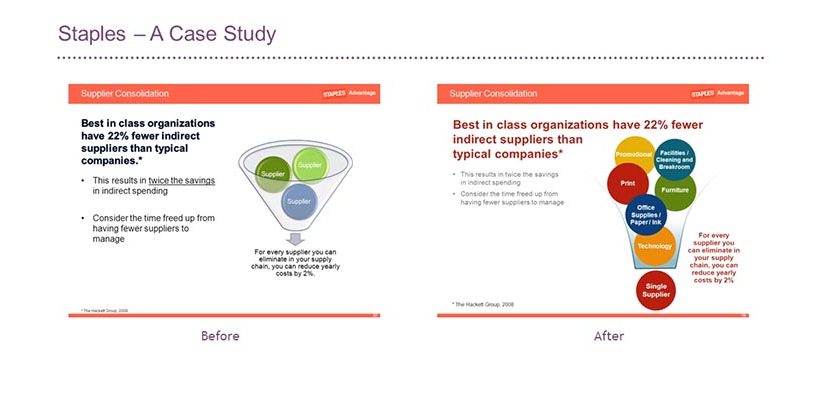 Staples – A Case Study
Supplier Consolidation
STAPLES Advantage
Best in class organizations
have 22% fewer indirect
suppliers than typical
companies.*
• This results in twice the savings
in indirect spending
• Consider the time freed up from
having fewer suppliers to
manage
Supplier
Supplier
Supplier
For every supplier you can
eliminate in your supply
chain, you can reduce yearly
costs by 2%.
* The Hackett Group, 2008
Before
Supplier Consolidation
STAPLES Advantage
Best in class organizations have 22% fewer
indirect suppliers than
typical companies*
• This results in twice the savings
in indirect spending
• Consider the time freed up from
having fewer suppliers to manage
Promotional
Facilities /
Cleaning and
Breakroom
Print
Furniture
Office
Supplies /
Paper / Ink
Technology
Single
Supplier
For every
supplier you
can eliminate in
your supply
chain, you can
reduce yearly
costs by 2%
* The Hackett Group, 2008
After